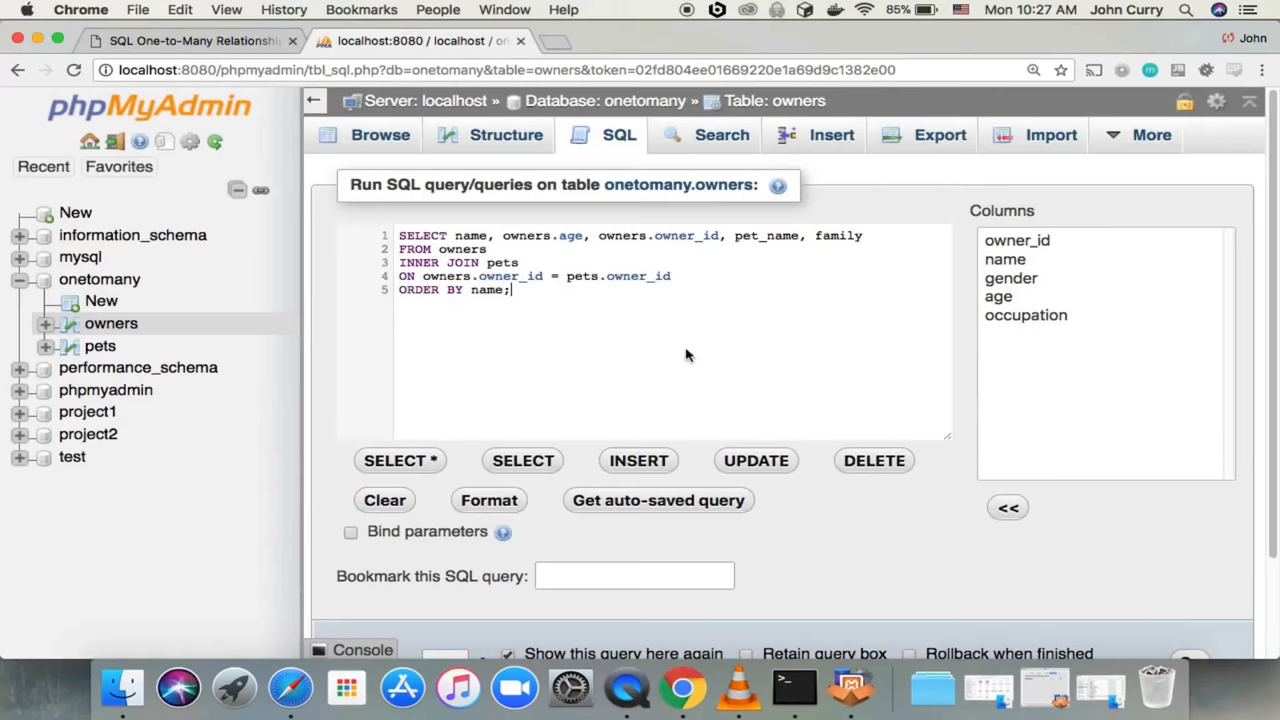 Chrome File Edit View History Bookmarks People Window Help 85% Mon 10:27 AM John Curry
SQL One-to-Many Relationshi
localhost:8080 / localhost / on
John
localhost:8080/phpmyadmin/tbl_sql.php?db=onetomany&table=owners&token=02fd804ee01669220e1a69d9c1382e00
phpMyAdmin
Recent Favorites
New
information_schema
mysql
onetomany
New
owners
pets
performance_schema
phpmyadmin
project1
project2
test
Server: localhost » Database: onetomany » Table: owners
Browse Structure SQL Search Insert Export Import More
Run SQL query/queries on table onetomany.owners:
1 SELECT name, owners.age, owners.owner_id, pet_name, family
2 FROM owners
3 INNER JOIN pets
4 ON owners.owner_id = pets.owner_id
5 ORDER BY name;
Columns
owner_id
name
gender
age
occupation
<<
SELECT * SELECT INSERT UPDATE DELETE
Clear Format Get auto-saved query
Bind parameters
Bookmark this SQL query:
Console
Show this query here again Retain query box Rollback when finished